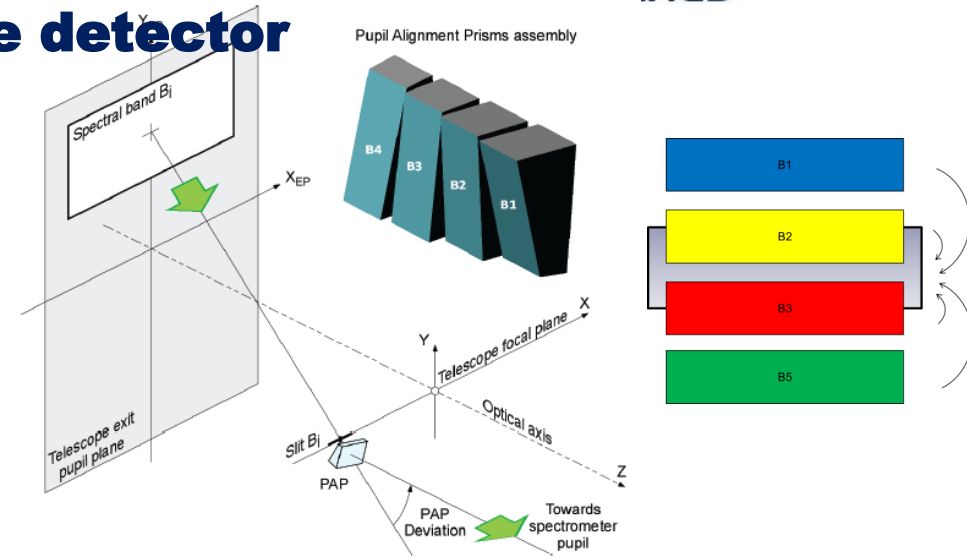 e detector
Y
Pupil Alignment Prisms assembly
Spectral band Bi
XEP
B4
B3
B2
B1
B1
B2
B3
B5
X
Y
Telescope focal plane
Optical axis
Z
Telescope exit
pupil plane
Slit Bi
PAP
PAP
Deviation
Towards
spectrometer
pupil